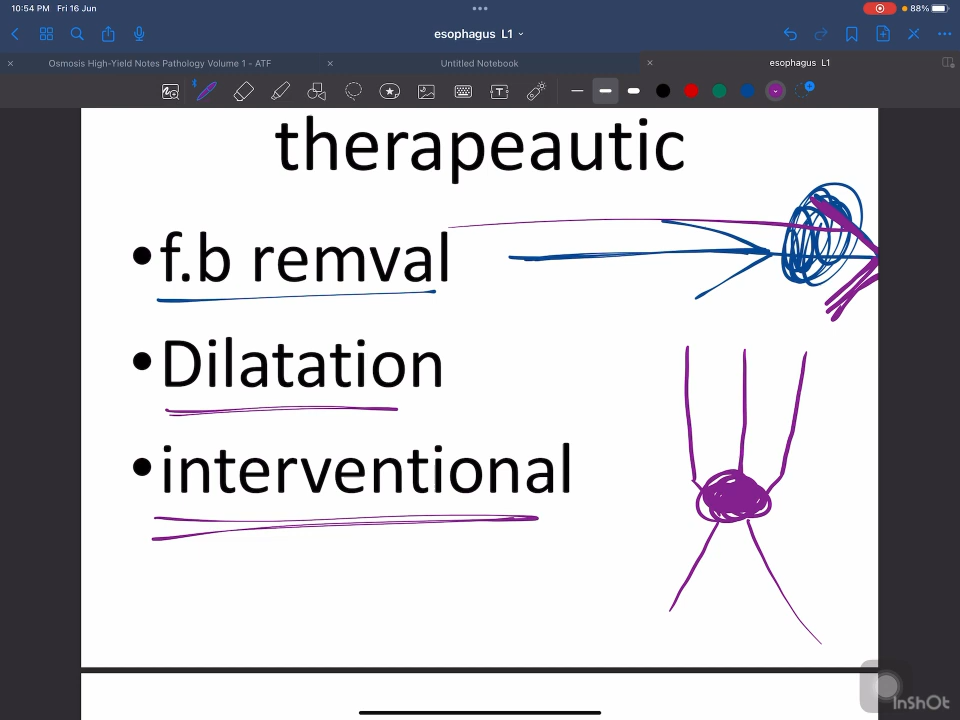 10:54 PM Fri 16 Jun
88%
esophagus L1
Osmosis High-Yield Notes Pathology Volume 1 - ATF
Untitled Notebook
esophagus L1
therapeautic
•f.b remval
•Dilatation
•interventional
InShOt